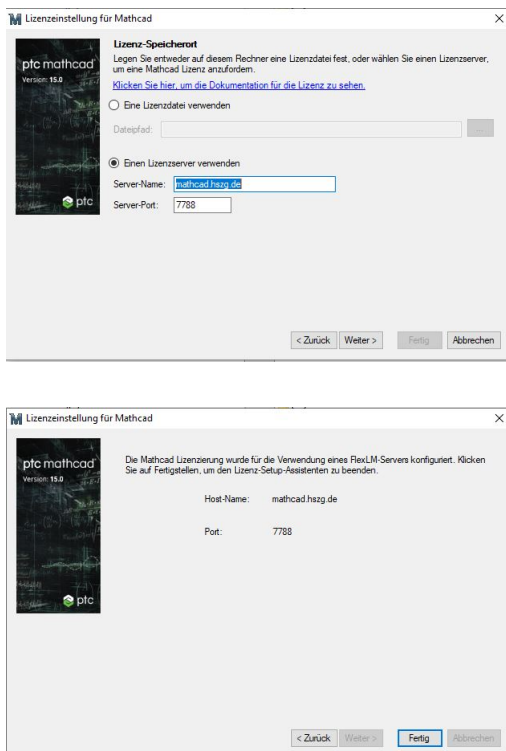 Lizenzeinstellung für Mathcad
ptc mathcad
Version: 15.0
ptc
Lizenz-Speicherort
Legen Sie entweder auf diesem Rechner eine Lizenzdatei fest, oder wählen Sie einen Lizenzserver,
um eine Mathcad Lizenz anzufordern.
Klicken Sie hier, um die Dokumentation für die Lizenz zu sehen.
Eine Lizenzdatei verwenden
Dateipfad:
...
Einen Lizenzserver verwenden
Server-Name: mathcad.hszg.de
Server-Port: 7788
< Zurück Weiter > Fertig Abbrechen
Lizenzeinstellung für Mathcad
ptc mathcad
Version: 15.0
ptc
Die Mathcad Lizenzierung wurde für die Verwendung eines FlexLM-Servers konfiguriert. Klicken
Sie auf Fertigstellen, um den Lizenz-Setup-Assistenten zu beenden.
Host-Name: mathcad.hszg.de
Port: 7788
< Zurück Weiter > Fertig Abbrechen